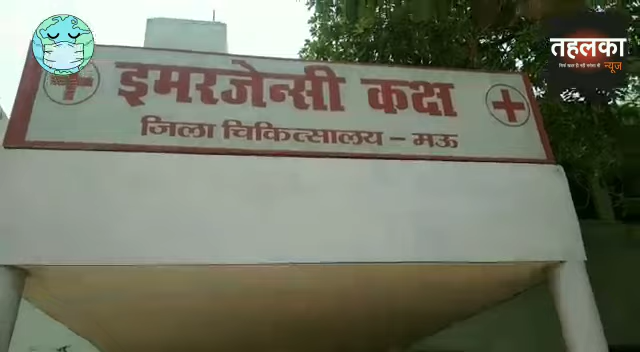 तहलका
न्यूज
इमरजेन्सी कक्ष
जिला चिकित्सालय - मऊ